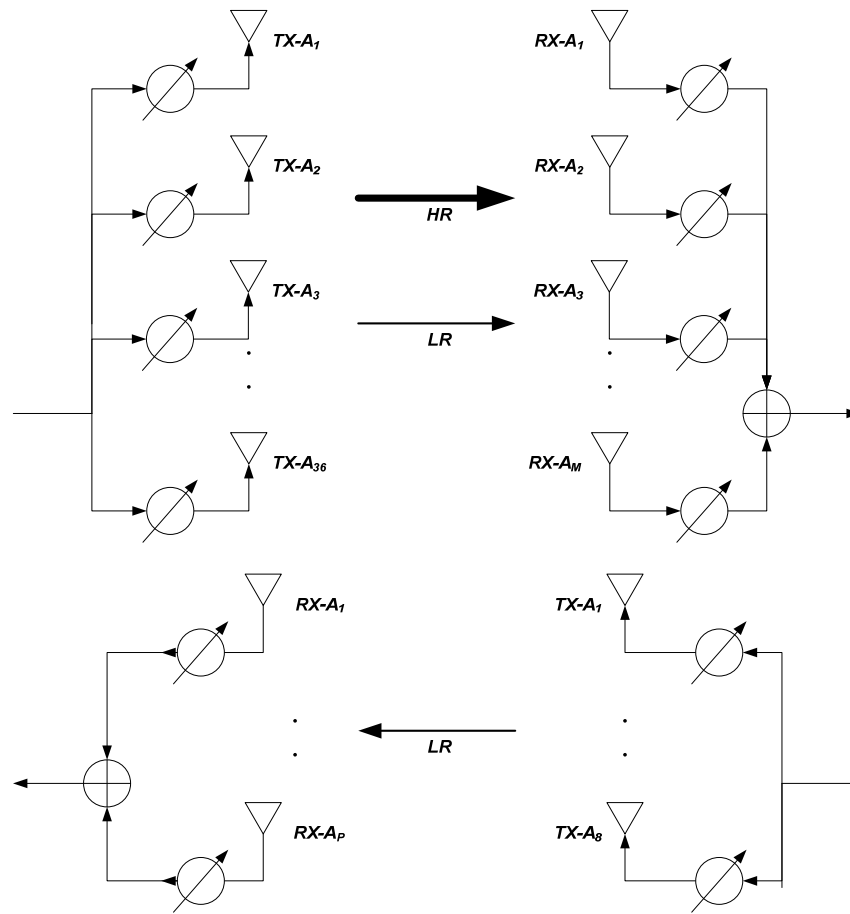 TX-A1
RX-A1
TX-A2
RX-A2
HR
TX-A3
RX-A3
LR
TX-A36
RX-AM
RX-A1
TX-A1
LR
RX-AP
TX-A8